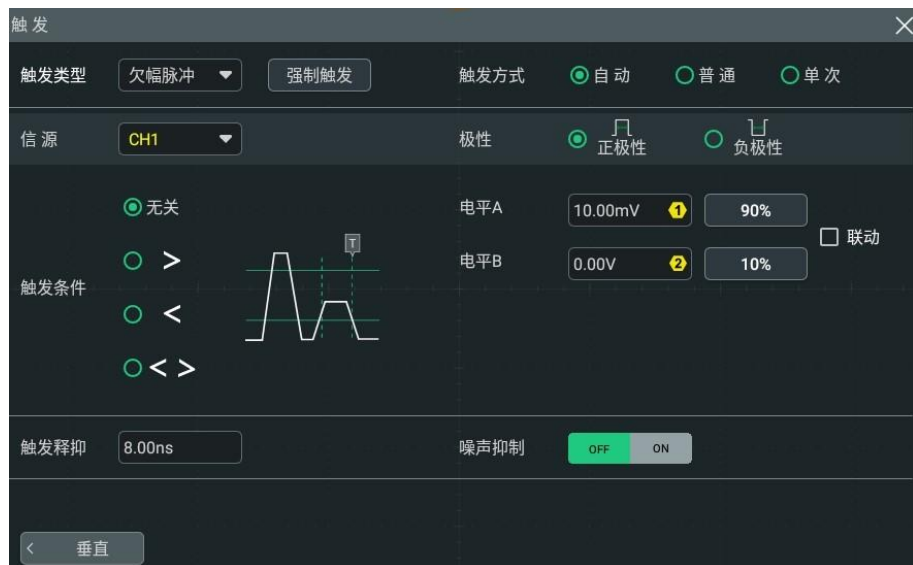 触发
触发类型 欠幅脉冲 强制触发 触发方式 自动 普通 单次
信源 CH1 极性 正极性 负极性
无关 电平A 10.00mV 1 90%
联动
> T 电平B 0.00V 2 10%
触发条件
<
< >
触发释抑 8.00ns 噪声抑制 OFF ON
< 垂直